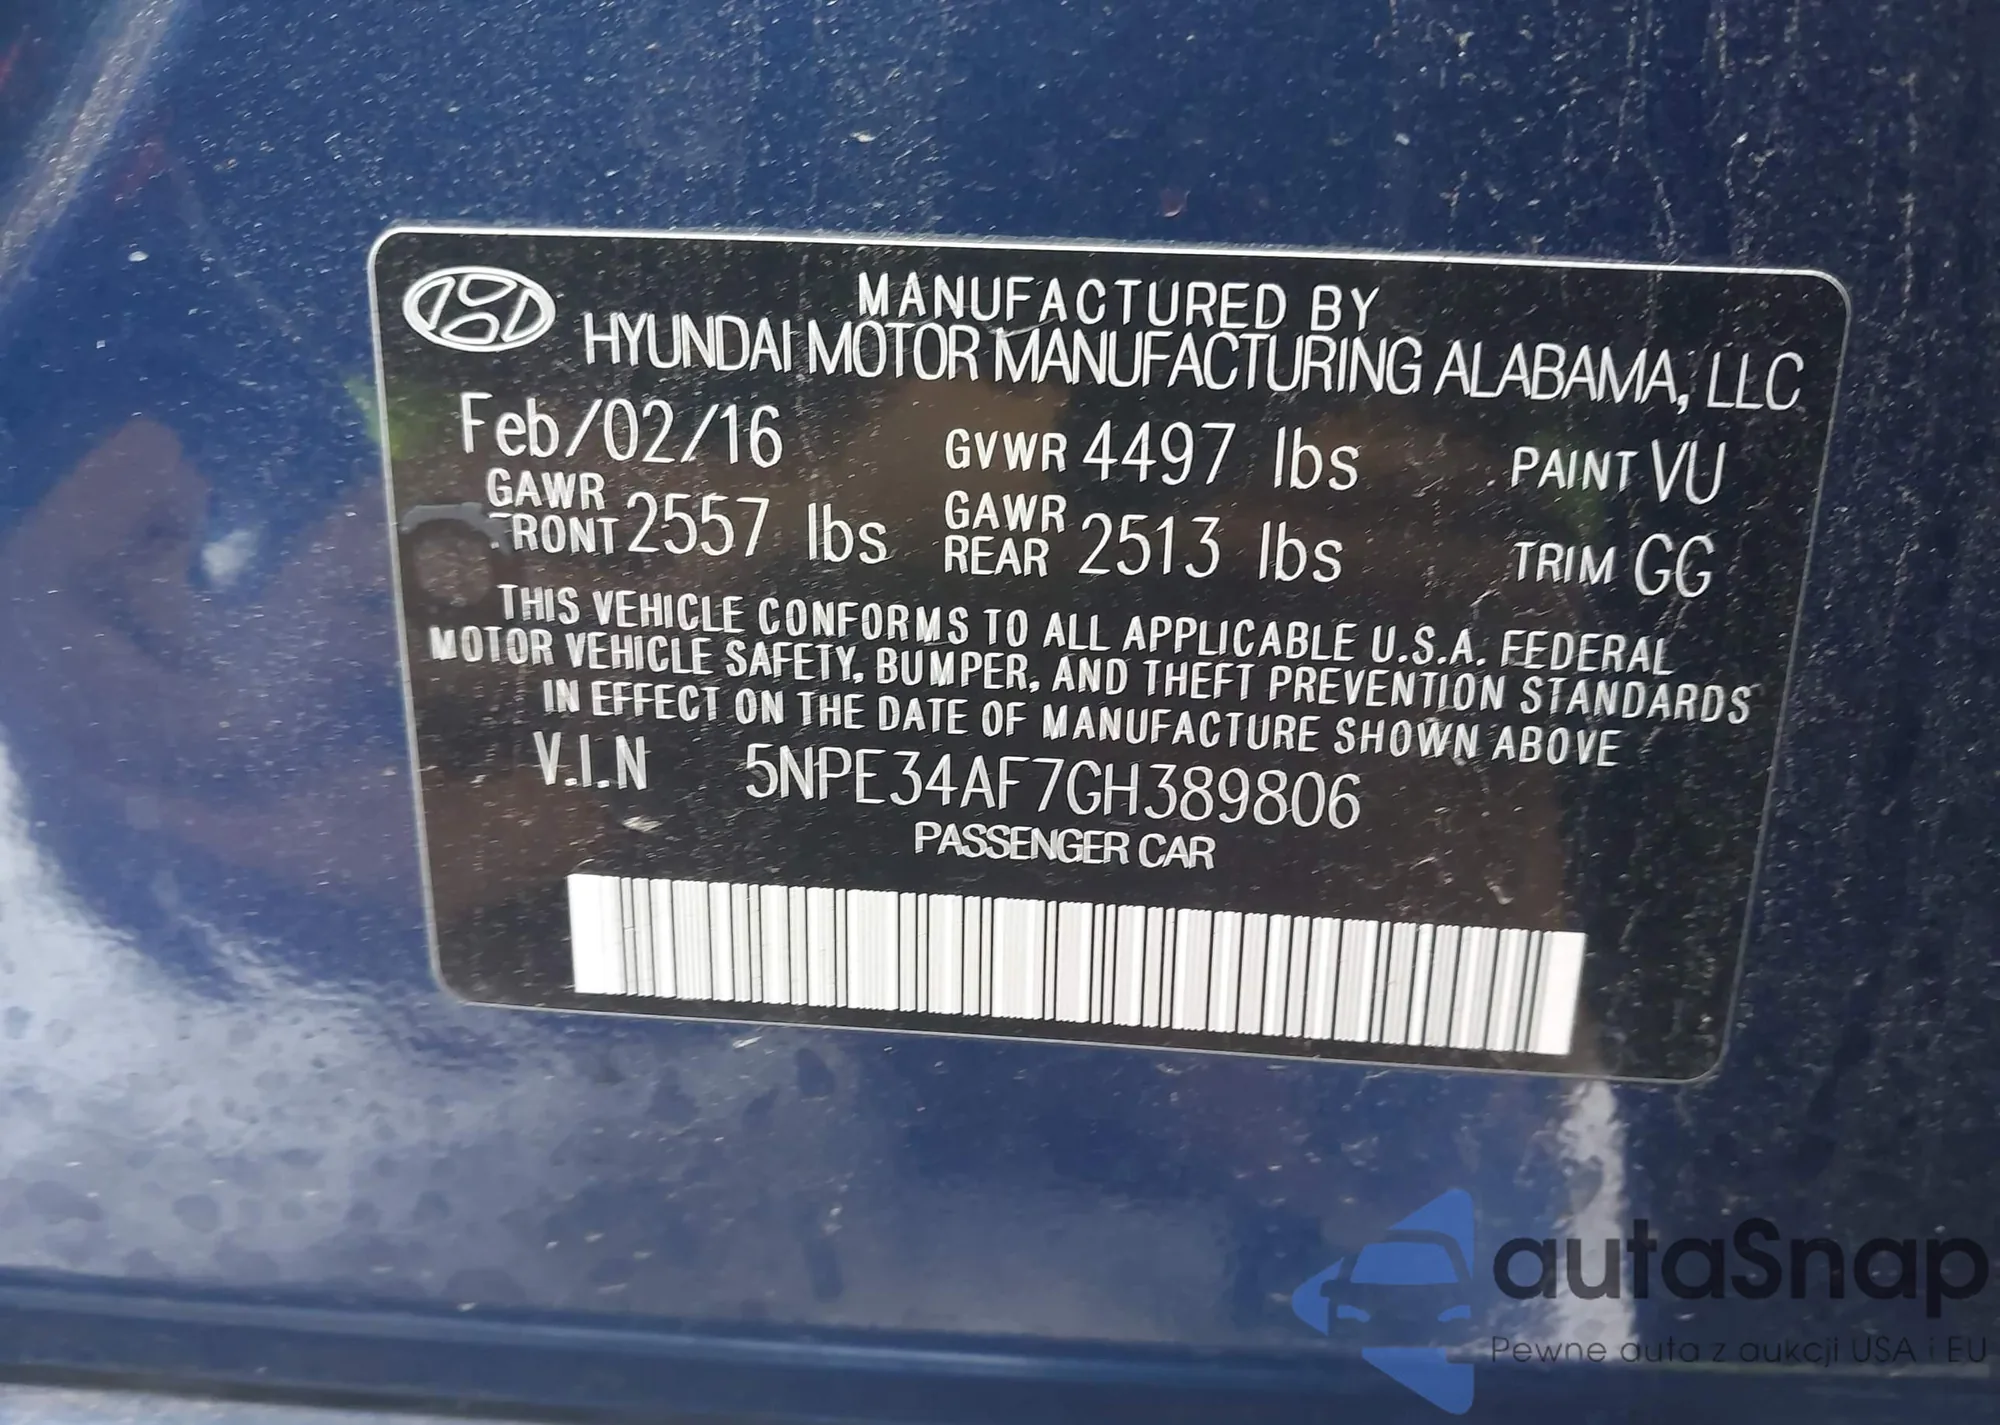 MANUFACTURED BY
HYUNDAI MOTOR MANUFACTURING ALABAMA, LLC
Feb/02/16 GVWR 4497 lbs PAINT VU
GAWR FRONT 2557 lbs GAWR REAR 2513 lbs TRIM GG
THIS VEHICLE CONFORMS TO ALL APPLICABLE U.S.A. FEDERAL
MOTOR VEHICLE SAFETY, BUMPER, AND THEFT PREVENTION STANDARDS
IN EFFECT ON THE DATE OF MANUFACTURE SHOWN ABOVE
V.I.N 5NPE34AF7GH389806
PASSENGER CAR
autaSnap
Pewne auta z aukcji USA i EU